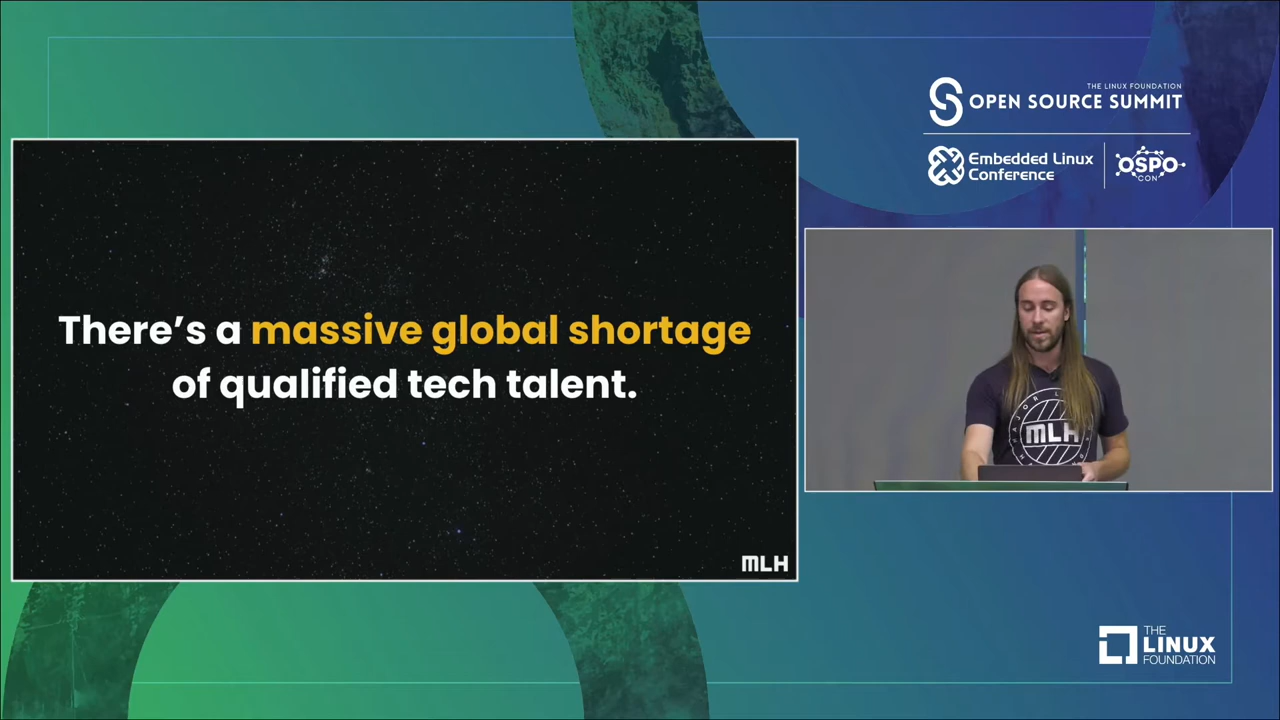 THE LINUX FOUNDATION
OPEN SOURCE SUMMIT
Embedded Linux
Conference
OSPO
CON
There's a massive global shortage
of qualified tech talent.
MLH
MAJOR L
MLH
THE
LINUX
FOUNDATION